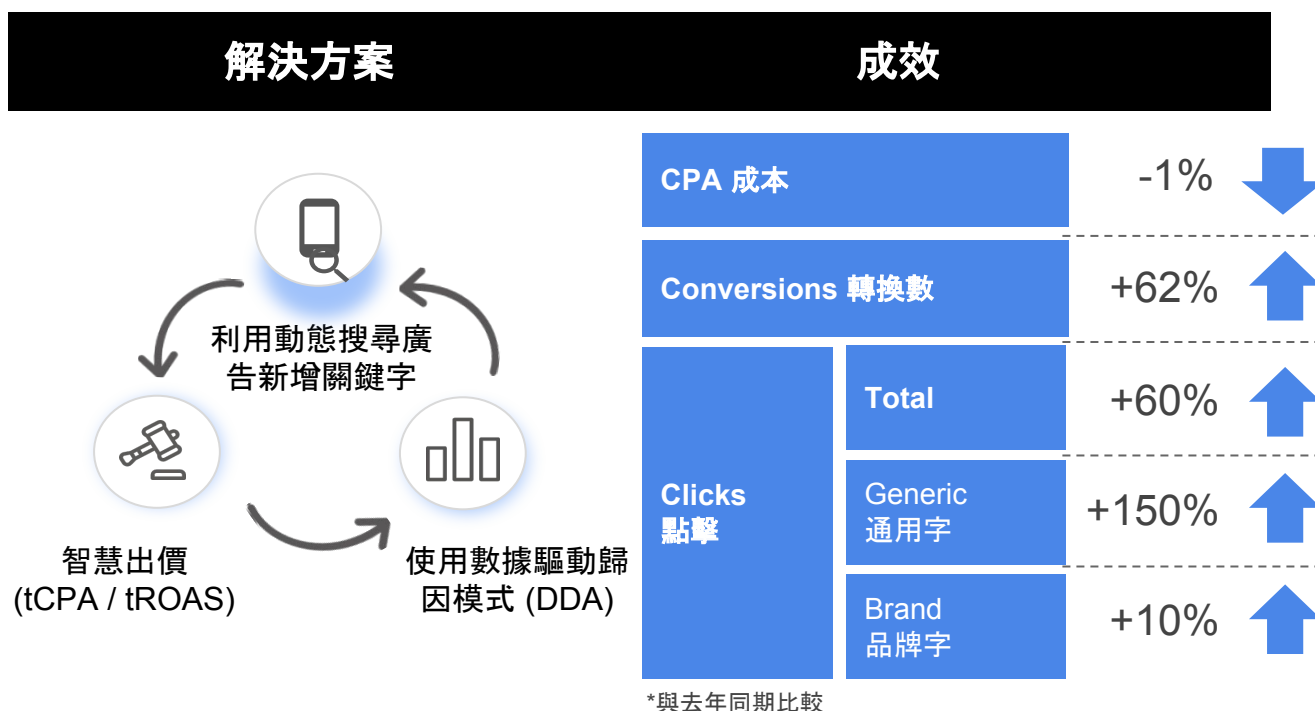 解決方案
成效
利用動態搜尋廣
告新增關鍵字
智慧出價
(tCPA / tROAS)
使用數據驅動歸
因模式 (DDA)
CPA 成本
-1%
Conversions 轉換數
+62%
Clicks
點擊
Total
+60%
Generic
通用字
+150%
Brand
品牌字
+10%
*與去年同期比較